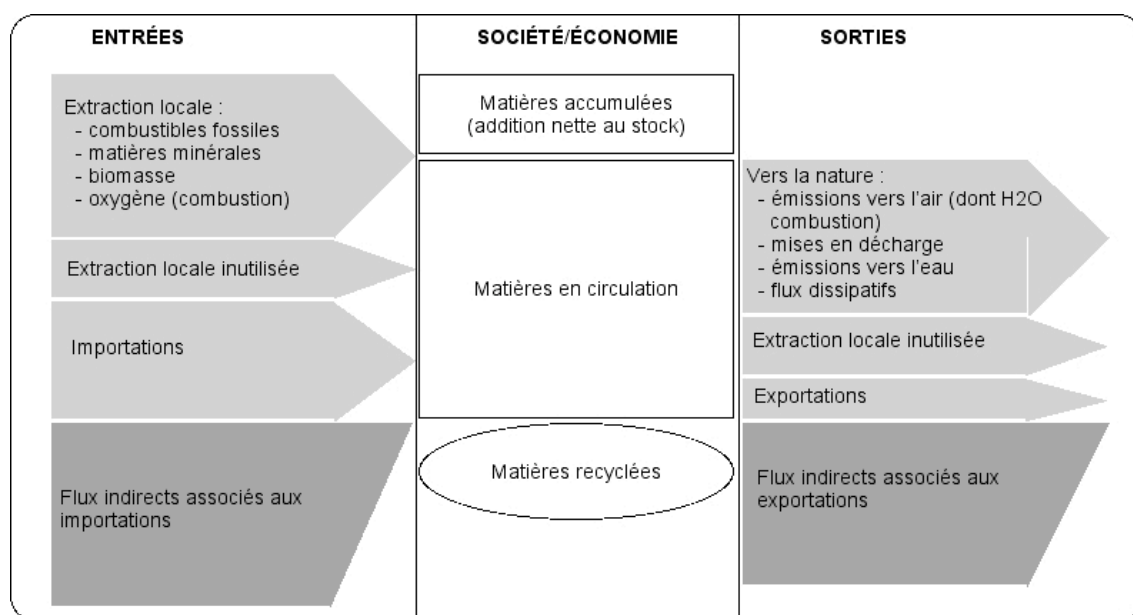 ENTRÉES
Extraction locale :
- combustibles fossiles
- matières minérales
- biomasse
- oxygène (combustion)
Extraction locale inutilisée
Importations
Flux indirects associés aux
importations
SOCIÉTÉ/ÉCONOMIE
Matières accumulées
(addition nette au stock)
Matières en circulation
Matières recyclées
SORTIES
Vers la nature :
- émissions vers l'air (dont H2O
combustion)
- mises en décharge
- émissions vers l'eau
- flux dissipatifs
Extraction locale inutilisée
Exportations
Flux indirects associés aux
exportations